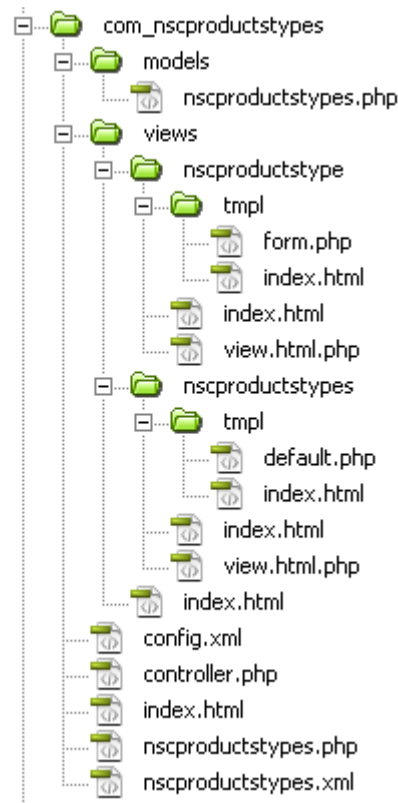 com_nscproductstypes
models
nscproductstypes.php
views
nscproductstype
tmpl
form.php
index.html
index.html
view.html.php
nscproductstypes
tmpl
default.php
index.html
index.html
view.html.php
index.html
config.xml
controller.php
index.html
nscproductstypes.php
nscproductstypes.xml